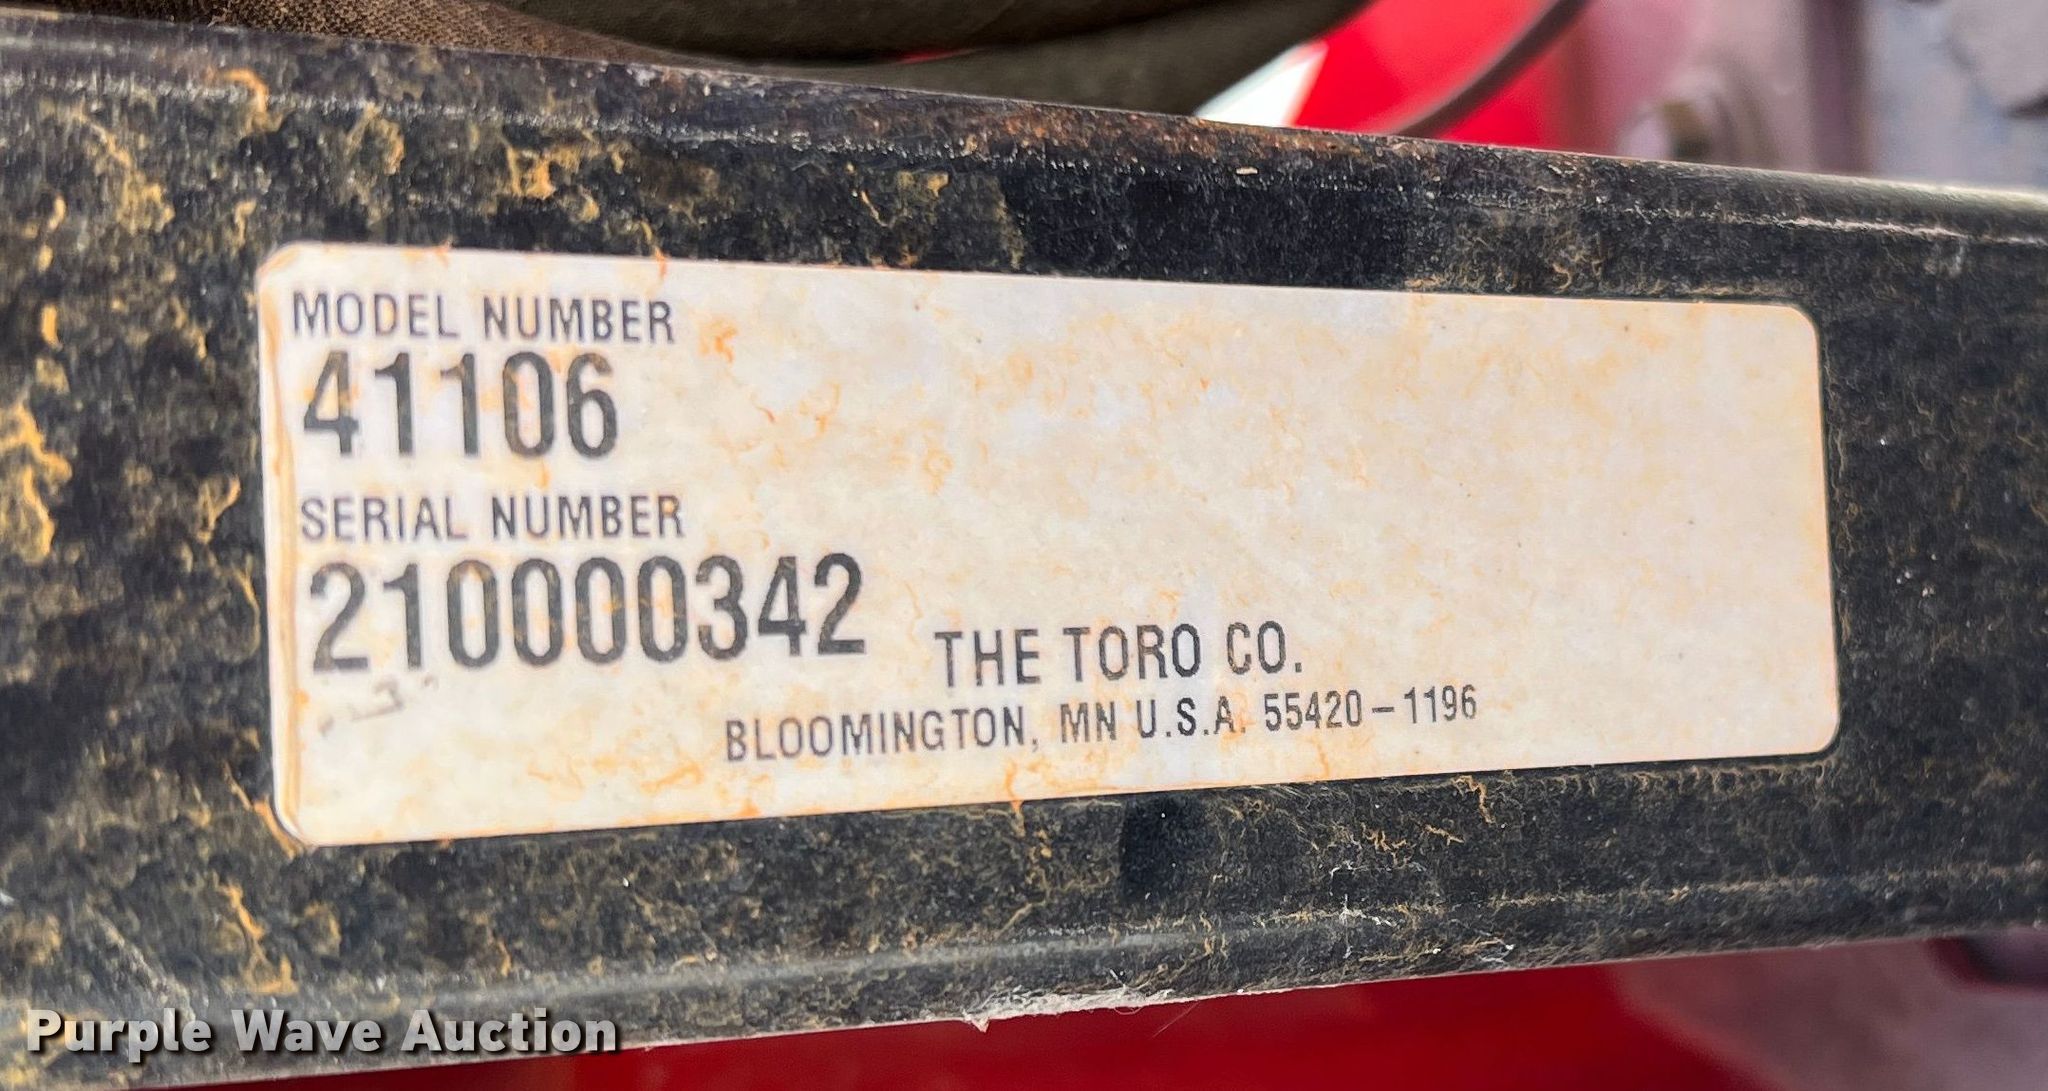 MODEL NUMBER
41106
SERIAL NUMBER
210000342
THE TORO CO.
BLOOMINGTON, MN U.S.A. 55420-1196
Purple Wave Auction